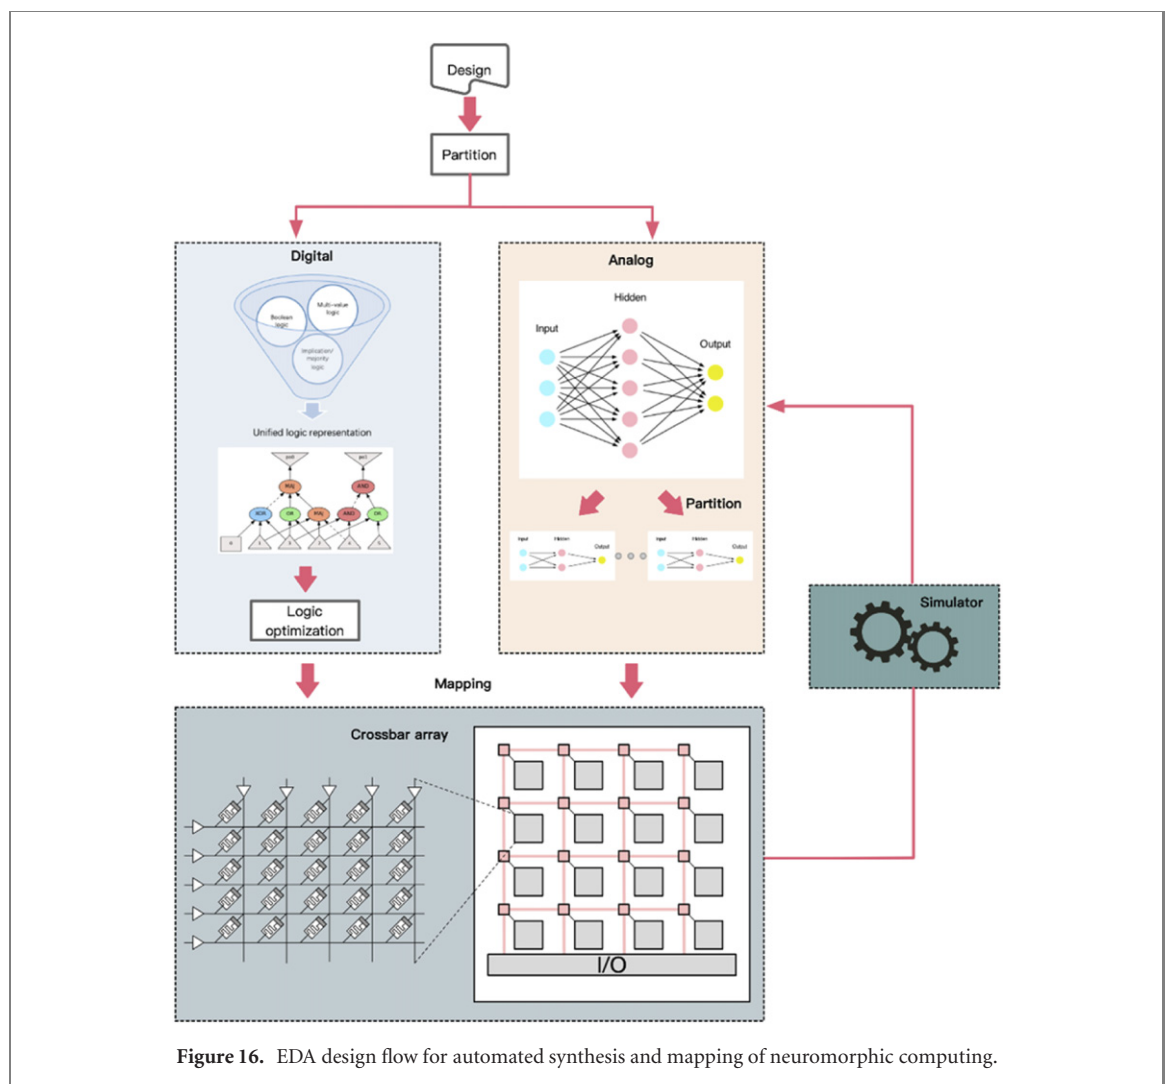 Design
Partition
Digital
Boolean
logic
Multi-value
logic
Implication/
majority
logic
Unified logic representation
po0
po1
MAJ
AND
XOR
OR
MAJ
AND
OR
Logic
optimization
Analog
Hidden
Input
Output
Partition
Input
Hidden
Output
Input
Hidden
Output
Simulator
Mapping
Crossbar array
I/O
Figure 16. EDA design flow for automated synthesis and mapping of neuromorphic computing.